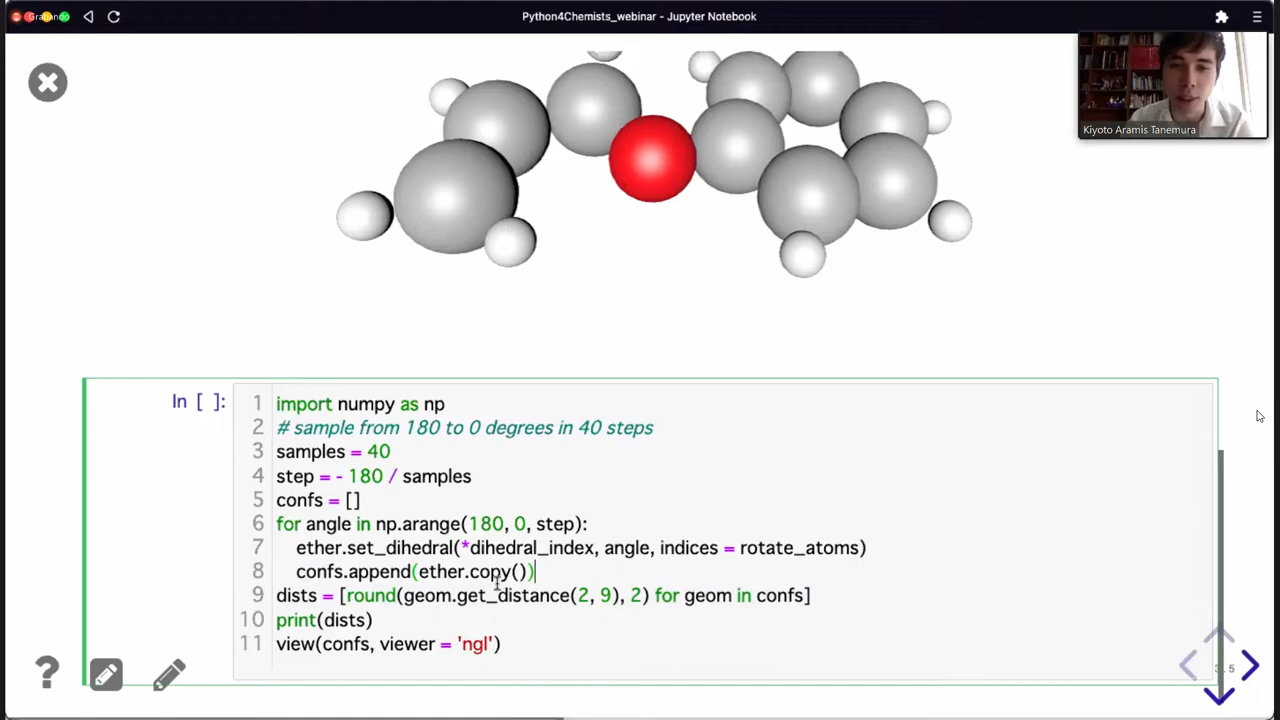 Grabando
Python4Chemists_webinar - Jupyter Notebook
Kiyoto Aramis Tanemura
In [ ]:
1 import numpy as np
2 # sample from 180 to 0 degrees in 40 steps
3 samples = 40
4 step = - 180 / samples
5 confs = []
6 for angle in np.arange(180, 0, step):
7 ether.set_dihedral(*dihedral_index, angle, indices = rotate_atoms)
8 confs.append(ether.copy())
9 dists = [round(geom.get_distance(2, 9), 2) for geom in confs]
10 print(dists)
11 view(confs, viewer = 'ngl')
?